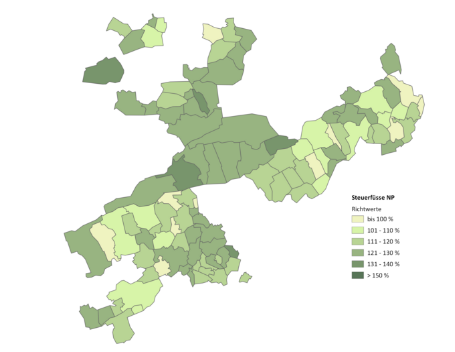 Steuerfüsse NP
Richtwerte
bis 100 %
101 - 110 %
111 - 120 %
121 - 130 %
131 - 140 %
> 150 %